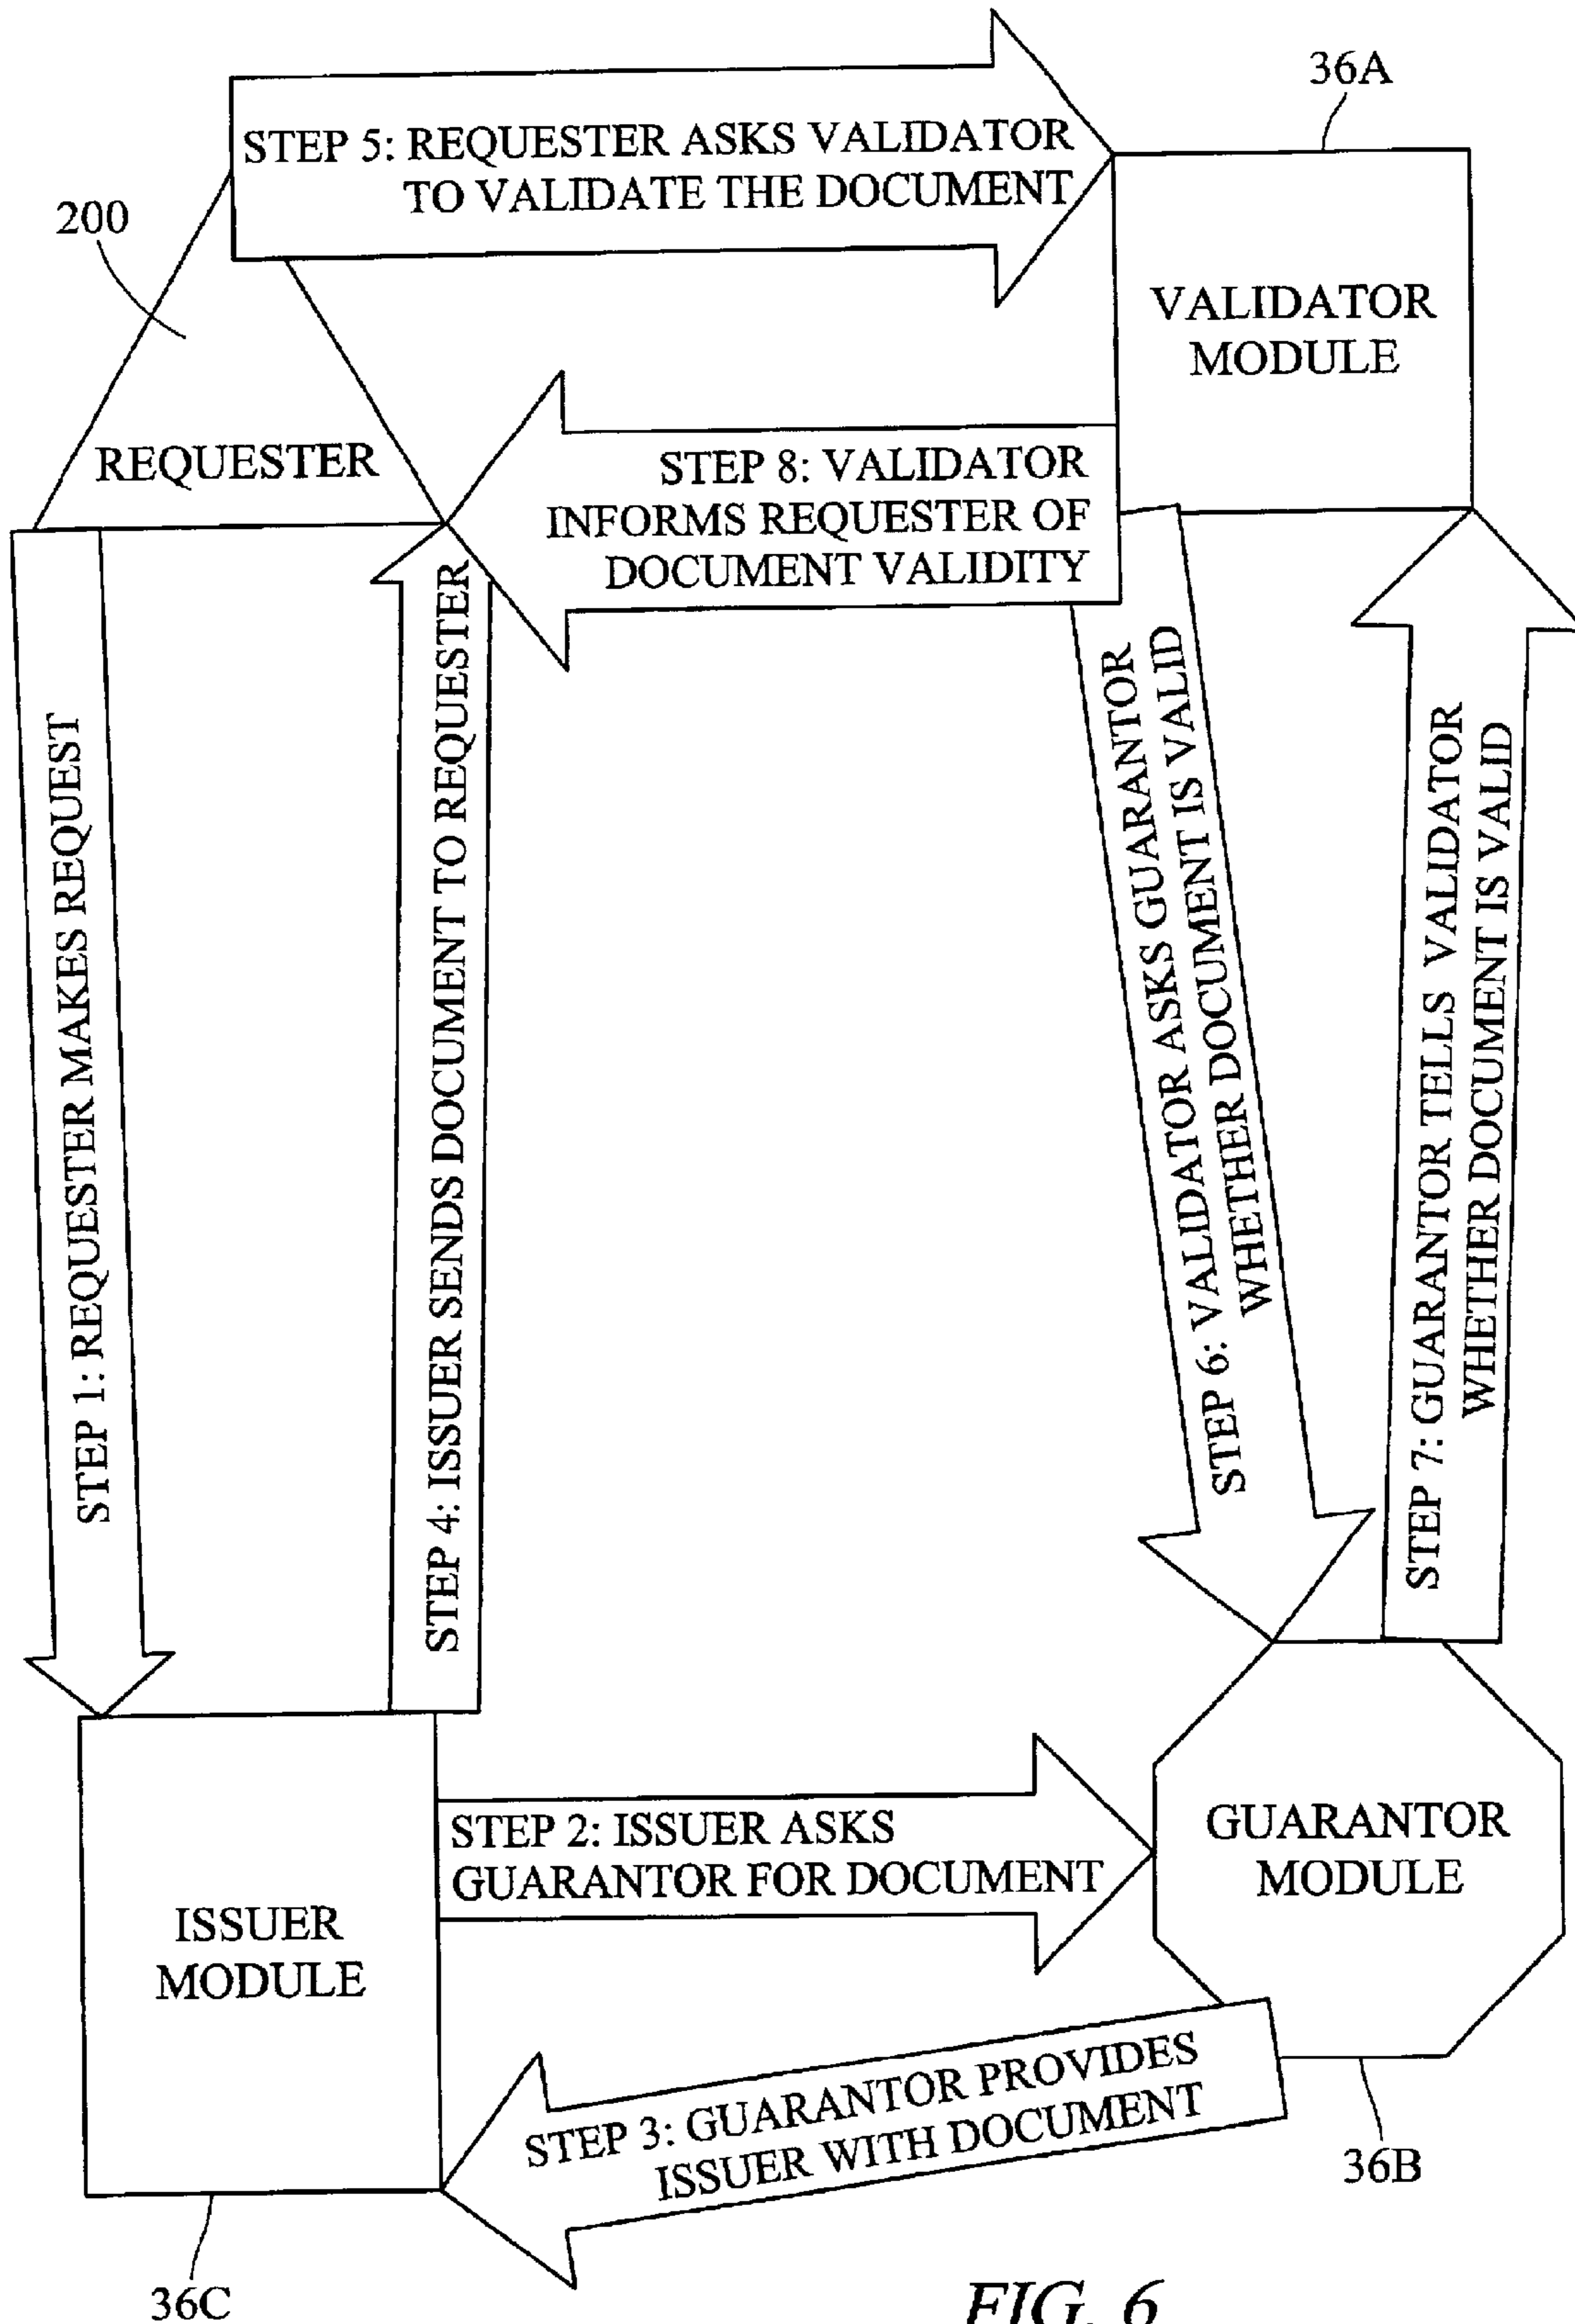 36A
STEP 5: REQUESTER ASKS VALIDATOR
TO VALIDATE THE DOCUMENT
200
VALIDATOR
MODULE
REQUESTER
STEP 8: VALIDATOR
INFORMS REQUESTER OF
DOCUMENT VALIDITY
STEP 1: REQUESTER MAKES REQUEST
STEP 4: ISSUER SENDS DOCUMENT TO REQUESTER
STEP 6: VALIDATOR ASKS GUARANTOR
WHETHER DOCUMENT IS VALID
STEP 7: GUARANTOR TELLS VALIDATOR
WHETHER DOCUMENT IS VALID
STEP 2: ISSUER ASKS
GUARANTOR FOR DOCUMENT
GUARANTOR
MODULE
ISSUER
MODULE
STEP 3: GUARANTOR PROVIDES
ISSUER WITH DOCUMENT
36B
36C
FIG. 6